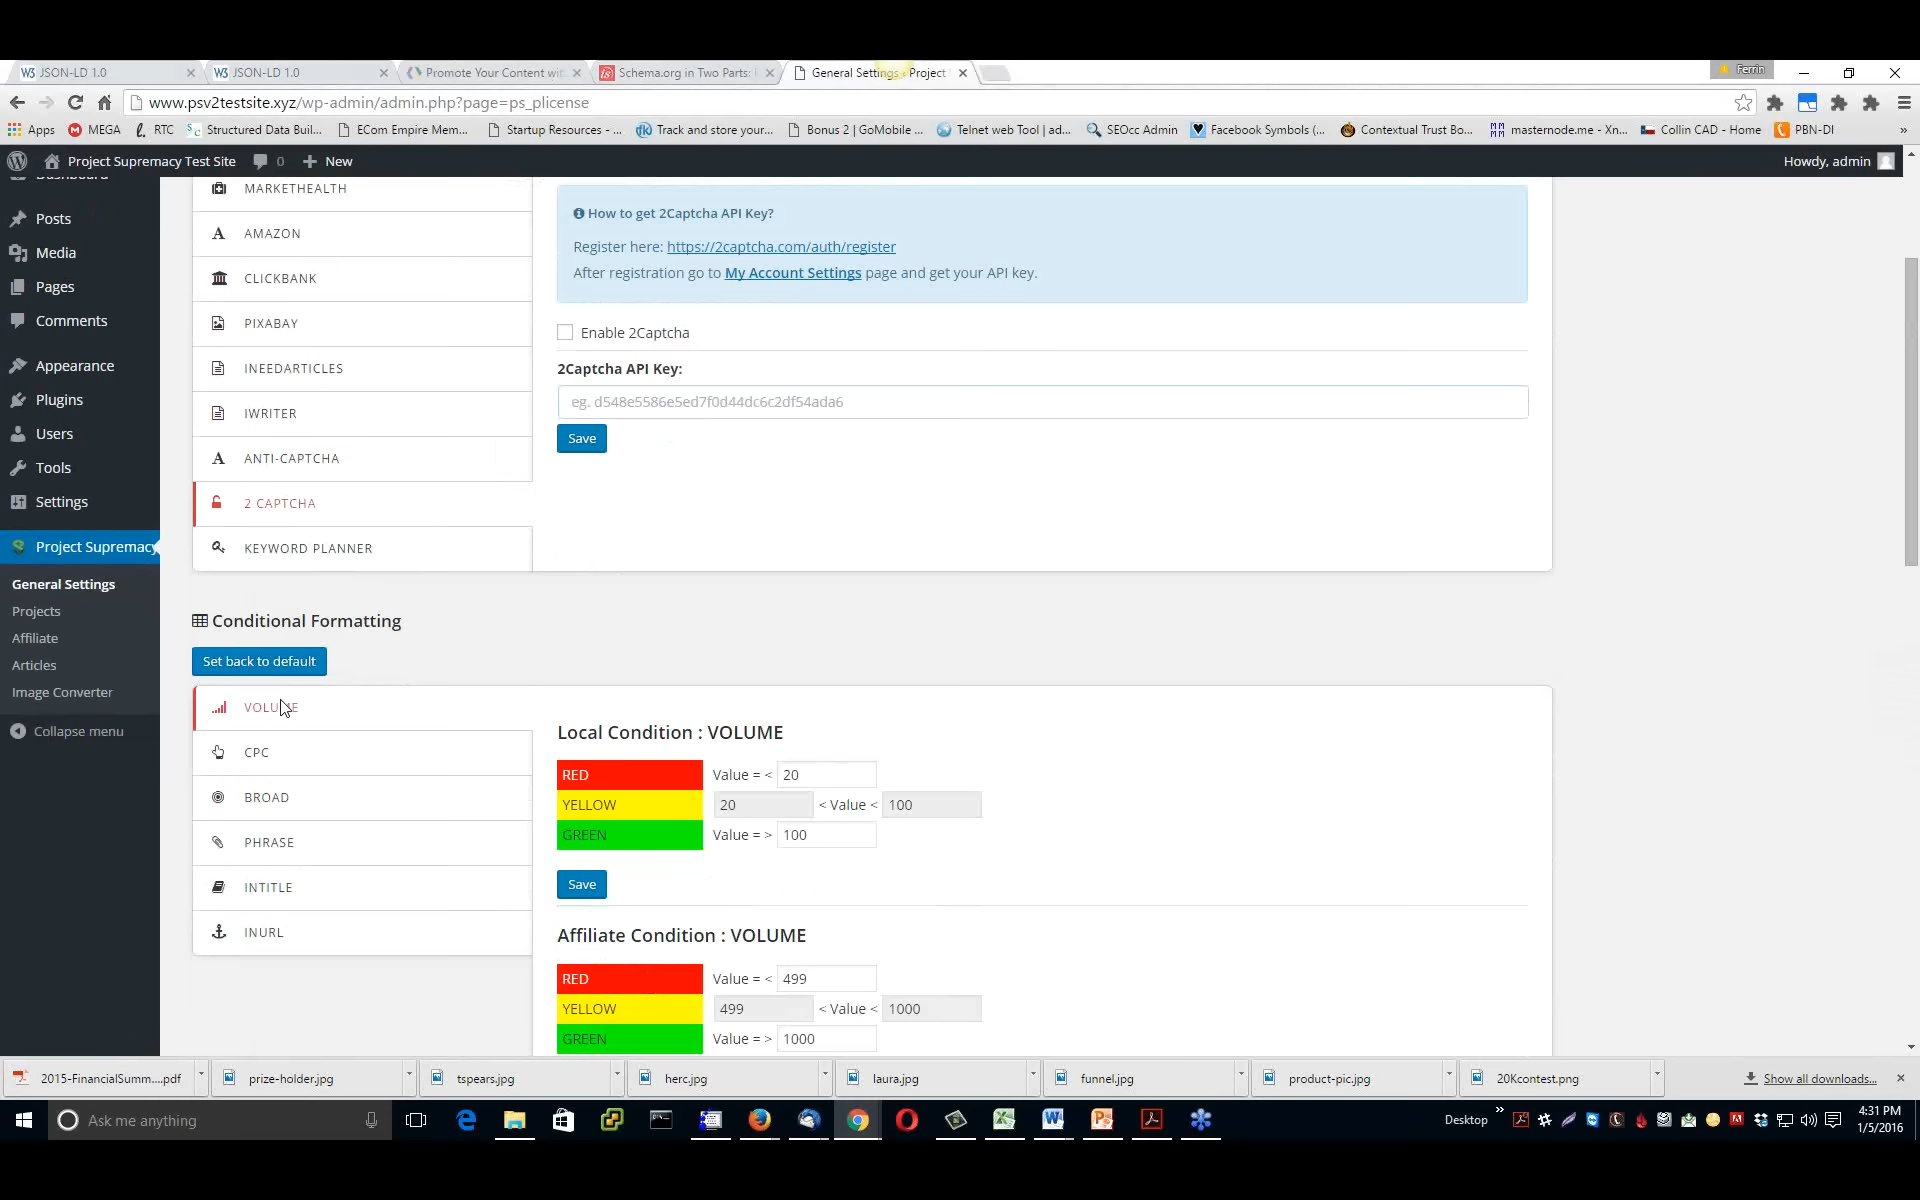 JSON-LD 1.0
JSON-LD 1.0
Promote Your Content wit
Schema.org in Two Parts:
General Settings ‹ Project
Ferrin
www.psv2testsite.xyz/wp-admin/admin.php?page=ps_plicense
Apps
MEGA
RTC
Structured Data Buil...
ECom Empire Mem...
Startup Resources - ...
Track and store your...
Bonus 2 | GoMobile ...
Telnet web Tool | ad...
SEOcc Admin
Facebook Symbols (...
Contextual Trust Bo...
masternode.me - Xn...
Collin CAD - Home
PBN-DI
»
Project Supremacy Test Site
0
New
Howdy, admin
Dashboard
Posts
Media
Pages
Comments
Appearance
Plugins
Users
Tools
Settings
Project Supremacy
General Settings
Projects
Affiliate
Articles
Image Converter
Collapse menu
MARKETHEALTH
AMAZON
CLICKBANK
PIXABAY
INEEDARTICLES
IWRITER
ANTI-CAPTCHA
2 CAPTCHA
KEYWORD PLANNER
How to get 2Captcha API Key?
Register here: https://2captcha.com/auth/register
After registration go to My Account Settings page and get your API key.
Enable 2Captcha
2Captcha API Key:
eg. d548e5586e5ed7f0d44dc6c2df54ada6
Save
Conditional Formatting
Set back to default
VOLUME
CPC
BROAD
PHRASE
INTITLE
INURL
Local Condition : VOLUME
RED Value = < 20
YELLOW 20 < Value < 100
GREEN Value = > 100
Save
Affiliate Condition : VOLUME
RED Value = < 499
YELLOW 499 < Value < 1000
GREEN Value = > 1000
2015-FinancialSumm....pdf
prize-holder.jpg
tspears.jpg
herc.jpg
laura.jpg
funnel.jpg
product-pic.jpg
20Kcontest.png
Show all downloads...
Ask me anything
Desktop
»
4:31 PM
1/5/2016